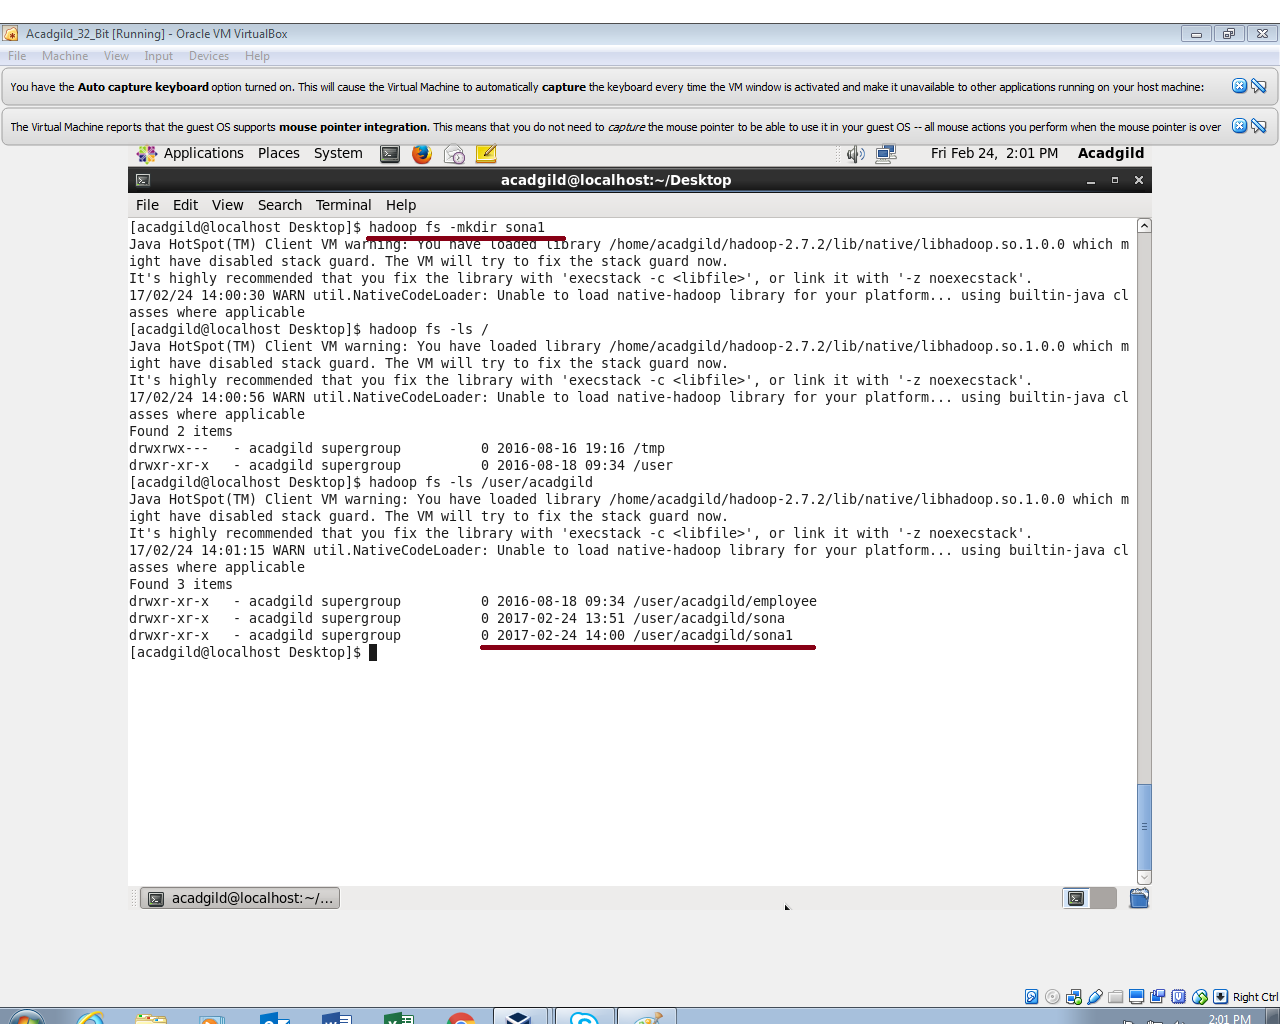 Acadgild_32_Bit [Running] - Oracle VM VirtualBox
File Machine View Input Devices Help
You have the Auto capture keyboard option turned on. This will cause the Virtual Machine to automatically capture the keyboard every time the VM window is activated and make it unavailable to other applications running on your host machine:
The Virtual Machine reports that the guest OS supports mouse pointer integration. This means that you do not need to capture the mouse pointer to be able to use it in your guest OS -- all mouse actions you perform when the mouse pointer is over
Applications Places System Fri Feb 24, 2:01 PM Acadgild
acadgild@localhost:~/Desktop
File Edit View Search Terminal Help
[acadgild@localhost Desktop]$ hadoop fs -mkdir sona1
Java HotSpot(TM) Client VM warning: You have loaded library /home/acadgild/hadoop-2.7.2/lib/native/libhadoop.so.1.0.0 which m
ight have disabled stack guard. The VM will try to fix the stack guard now.
It's highly recommended that you fix the library with 'execstack -c <libfile>', or link it with '-z noexecstack'.
17/02/24 14:00:30 WARN util.NativeCodeLoader: Unable to load native-hadoop library for your platform... using builtin-java cl
asses where applicable
[acadgild@localhost Desktop]$ hadoop fs -ls /
Java HotSpot(TM) Client VM warning: You have loaded library /home/acadgild/hadoop-2.7.2/lib/native/libhadoop.so.1.0.0 which m
ight have disabled stack guard. The VM will try to fix the stack guard now.
It's highly recommended that you fix the library with 'execstack -c <libfile>', or link it with '-z noexecstack'.
17/02/24 14:00:56 WARN util.NativeCodeLoader: Unable to load native-hadoop library for your platform... using builtin-java cl
asses where applicable
Found 2 items
drwxrwx---   - acadgild supergroup          0 2016-08-16 19:16 /tmp
drwxr-xr-x   - acadgild supergroup          0 2016-08-18 09:34 /user
[acadgild@localhost Desktop]$ hadoop fs -ls /user/acadgild
Java HotSpot(TM) Client VM warning: You have loaded library /home/acadgild/hadoop-2.7.2/lib/native/libhadoop.so.1.0.0 which m
ight have disabled stack guard. The VM will try to fix the stack guard now.
It's highly recommended that you fix the library with 'execstack -c <libfile>', or link it with '-z noexecstack'.
17/02/24 14:01:15 WARN util.NativeCodeLoader: Unable to load native-hadoop library for your platform... using builtin-java cl
asses where applicable
Found 3 items
drwxr-xr-x   - acadgild supergroup          0 2016-08-18 09:34 /user/acadgild/employee
drwxr-xr-x   - acadgild supergroup          0 2017-02-24 13:51 /user/acadgild/sona
drwxr-xr-x   - acadgild supergroup          0 2017-02-24 14:00 /user/acadgild/sona1
[acadgild@localhost Desktop]$
acadgild@localhost:~/...
Right Ctrl
2:01 PM